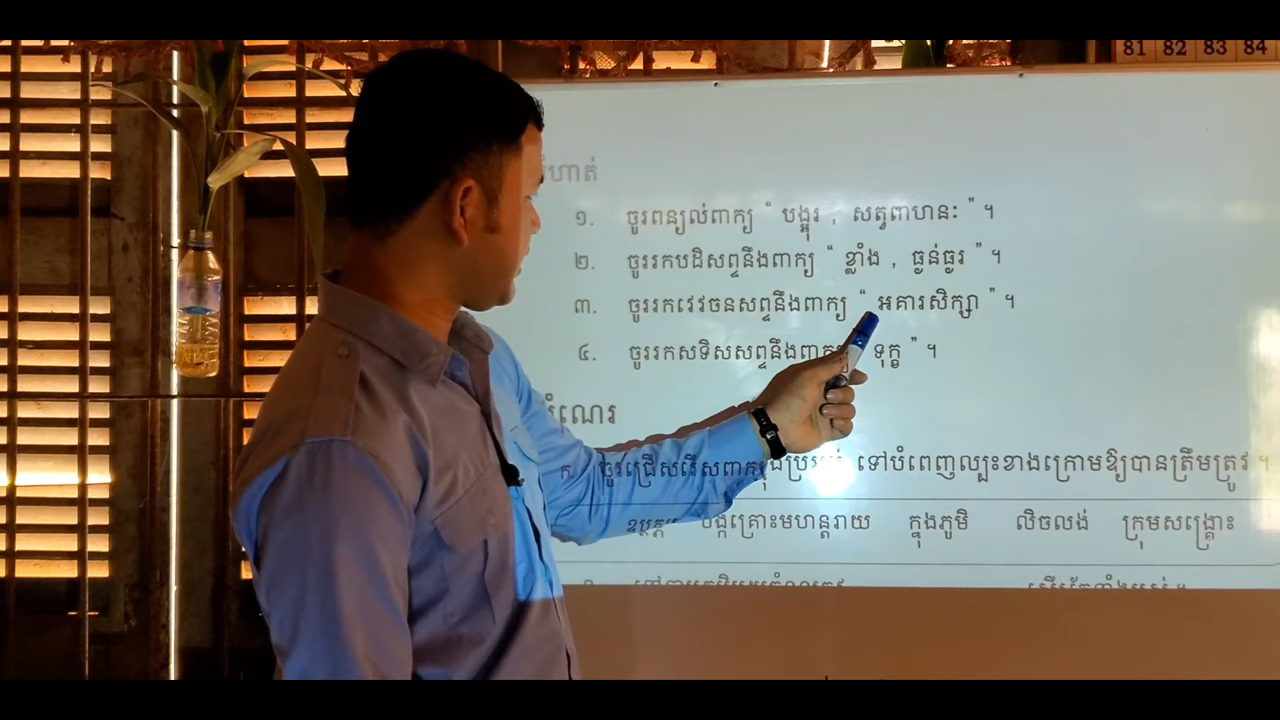 81 82 83 84
ហាត់
១. ចូរពន្យល់ពាក្យ “ បង្អុរ , សត្វពាហនៈ ” ។
២. ចូររកបដិសព្ទនឹងពាក្យ “ ខ្លាំង , ធ្ងន់ធ្ងរ ” ។
៣. ចូររកវេវចនសព្ទនឹងពាក្យ “ អគារសិក្សា ” ។
៤. ចូររកសទិសសព្ទនឹងពាក្យ ទុក្ខ ” ។
ំណេរ
ក. ចូរជ្រើសរើសពាក្យ ទៅបំពេញល្បះខាងក្រោមឱ្យបានត្រឹមត្រូវ ។
បង្កគ្រោះមហន្តរាយ ក្នុងភូមិ លិចលង់ ក្រុមសង្គ្រោះ